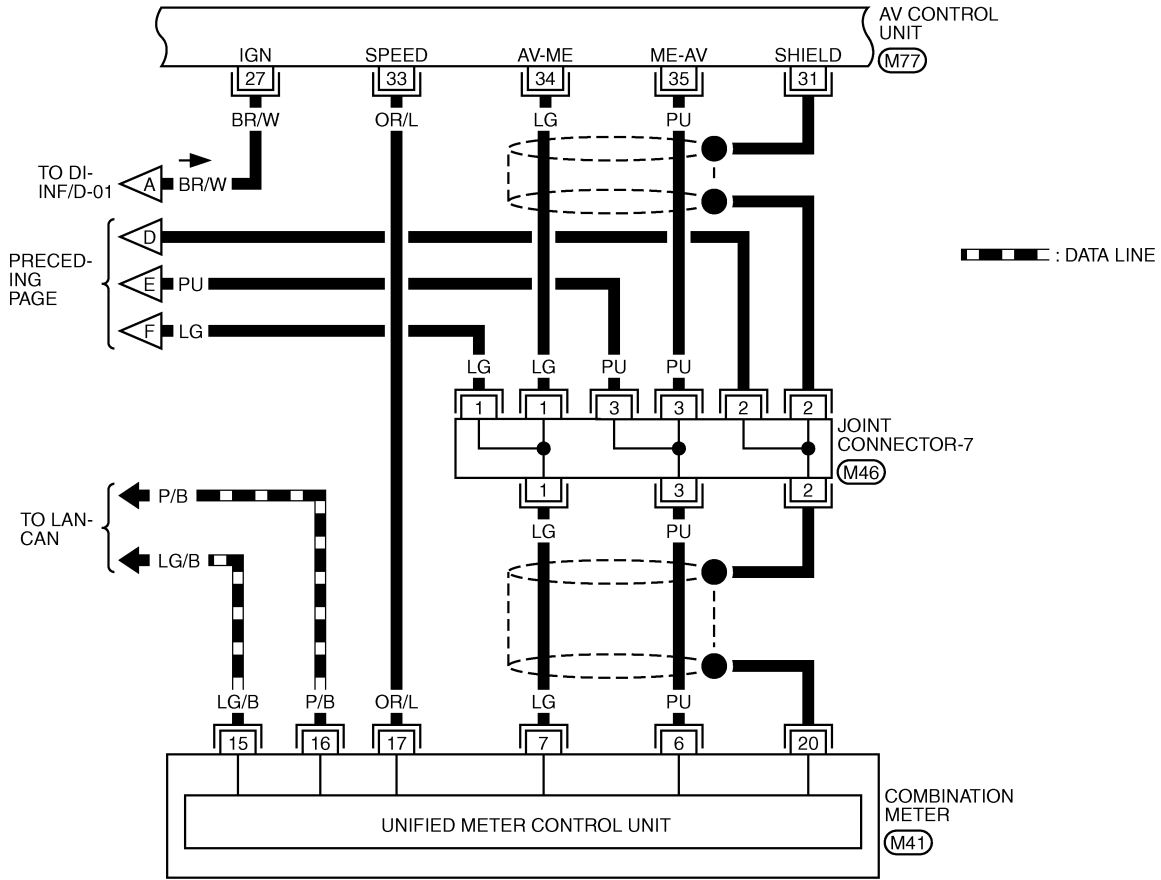 AV CONTROL
UNIT
M77
IGN SPEED AV-ME ME-AV SHIELD
27 33 34 35 31
BR/W OR/L LG PU
TO DI-
INF/D-01
A BR/W
D
PRECED-
ING
PAGE
E PU
F LG
: DATA LINE
LG LG PU PU
1 1 3 3 2 2
JOINT
CONNECTOR-7
M46
1 3 2
P/B
TO LAN-
CAN
LG PU
LG/B
LG/B P/B OR/L LG PU
15 16 17 7 6 20
COMBINATION
METER
M41
UNIFIED METER CONTROL UNIT